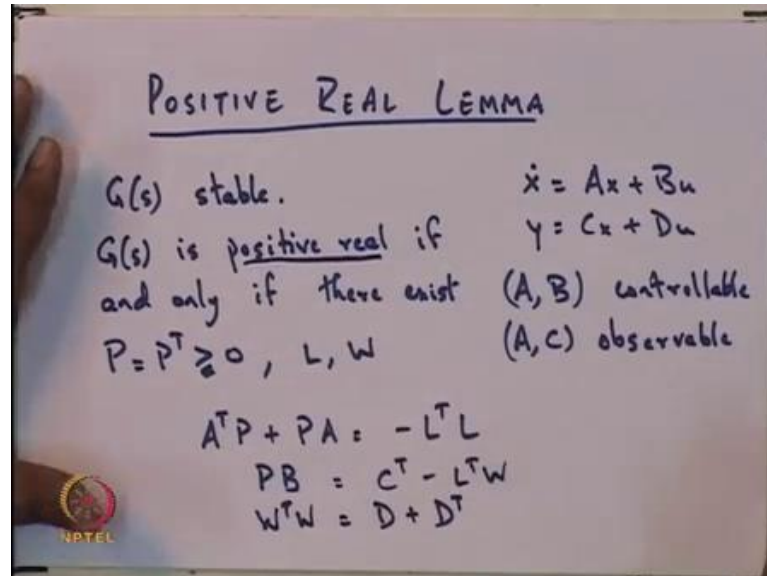 POSITIVE REAL LEMMA
G(s) stable.
G(s) is positive real if
and only if there exist
P = Pᵀ ≥ 0, L, W
ẋ = Ax + Bu
y = Cx + Du
(A, B) controllable
(A, C) observable
AᵀP + PA = -LᵀL
PB = Cᵀ - LᵀW
WᵀW = D + Dᵀ
NPTEL